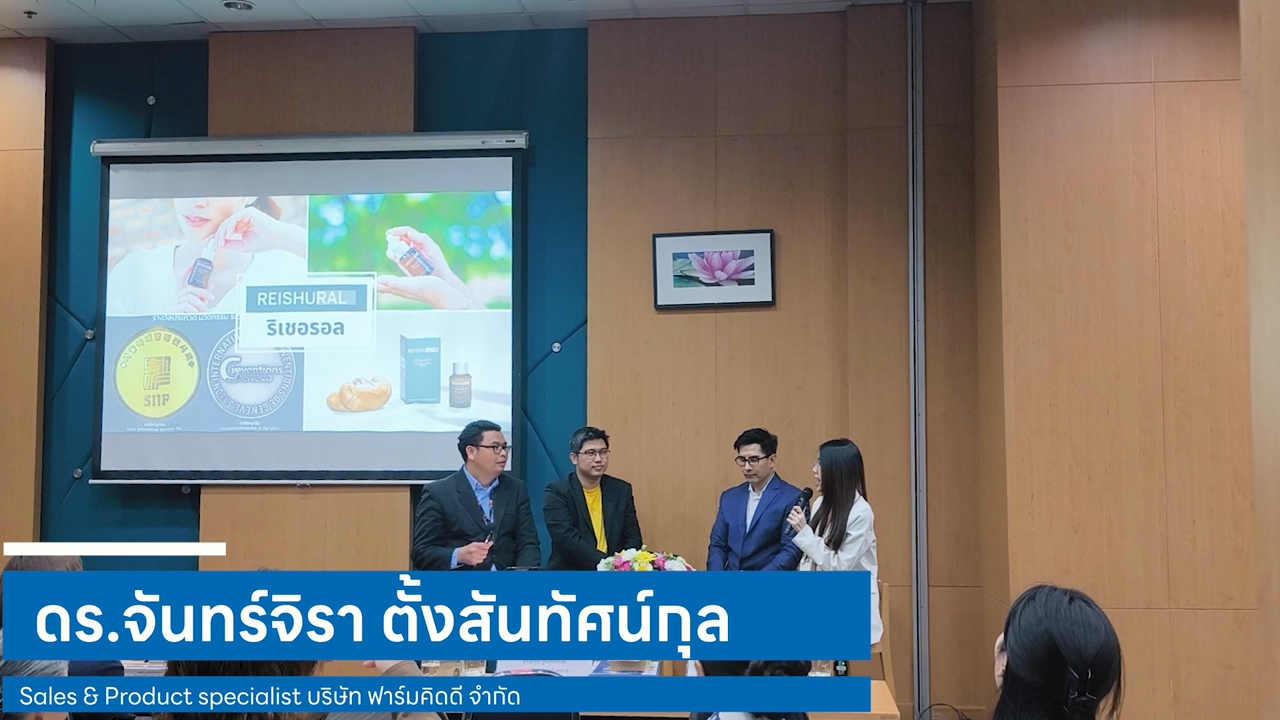 REISHURAL
ริเชอรอล
SIIF
inventions
GENEVA
ดร.จันทร์จิรา ตั้งสันทัศน์กุล
Sales & Product specialist บริษัท ฟาร์มคิดดี จำกัด